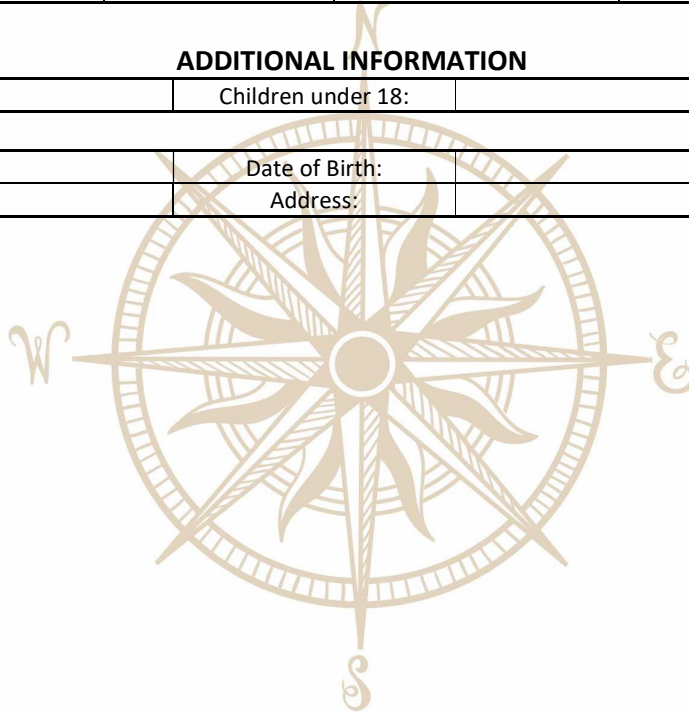 N
ADDITIONAL INFORMATION
Children under 18:
Date of Birth:
Address:
W
E
S